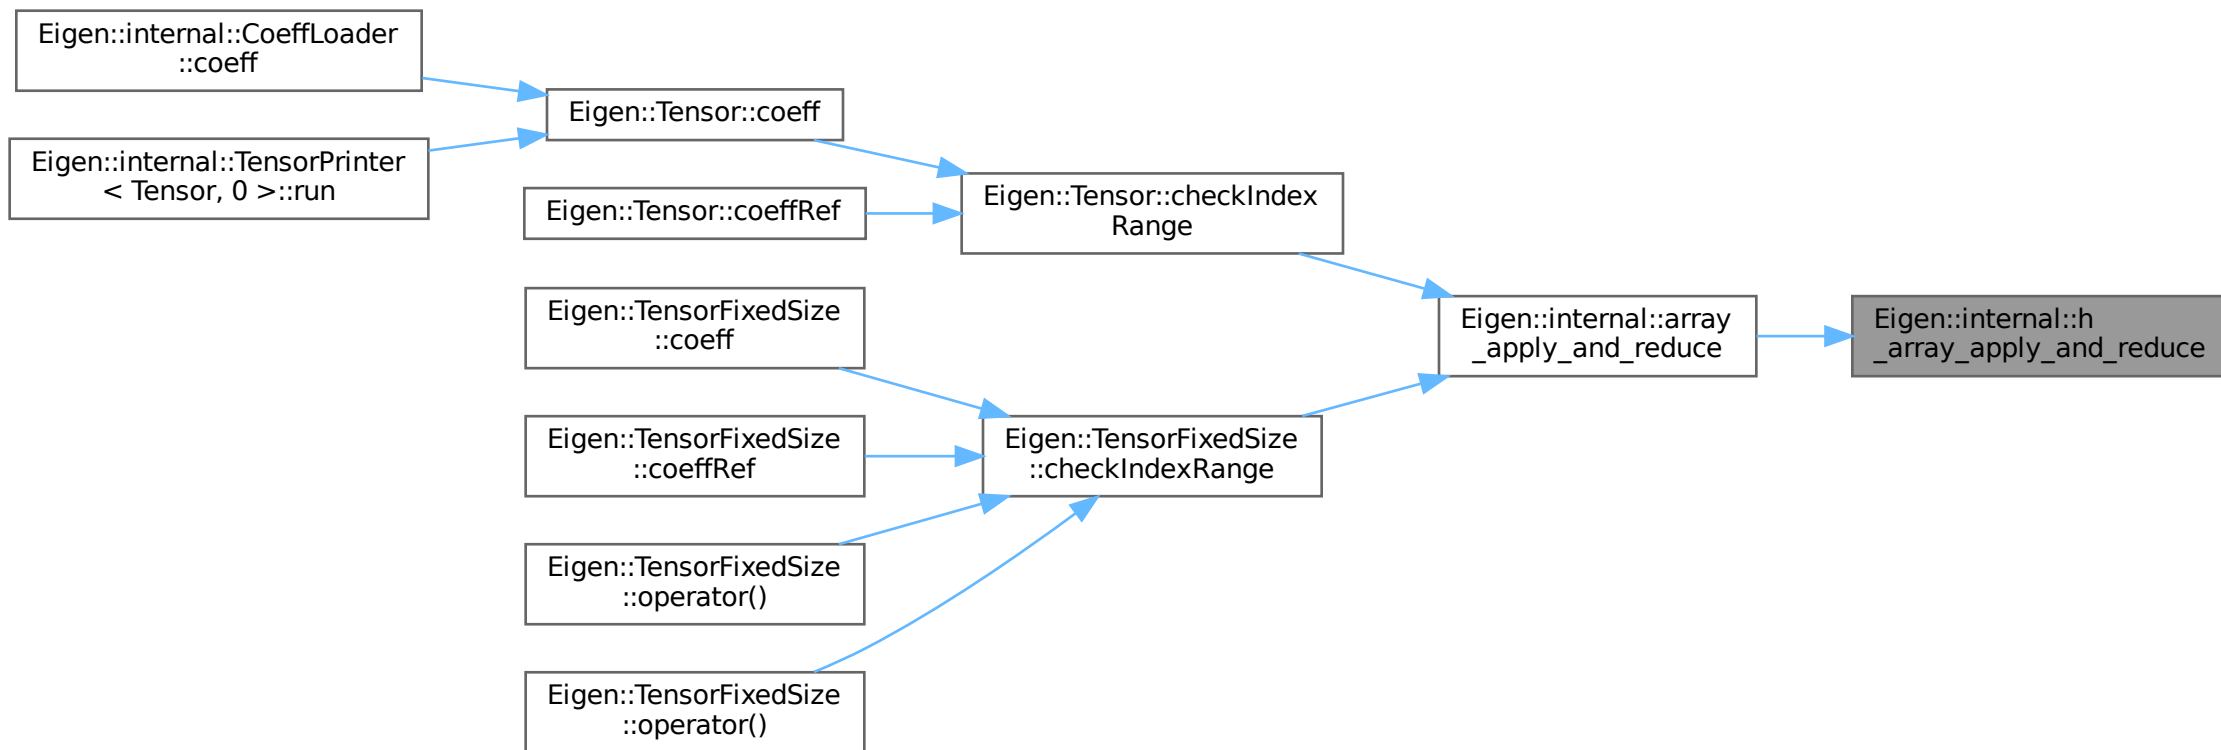 Eigen::internal::CoeffLoader
::coeff
Eigen::internal::TensorPrinter
< Tensor, 0 >::run
Eigen::Tensor::coeff
Eigen::Tensor::coeffRef
Eigen::Tensor::checkIndex
Range
Eigen::TensorFixedSize
::coeff
Eigen::TensorFixedSize
::coeffRef
Eigen::TensorFixedSize
::operator()
Eigen::TensorFixedSize
::operator()
Eigen::TensorFixedSize
::checkIndexRange
Eigen::internal::array
_apply_and_reduce
Eigen::internal::h
_array_apply_and_reduce